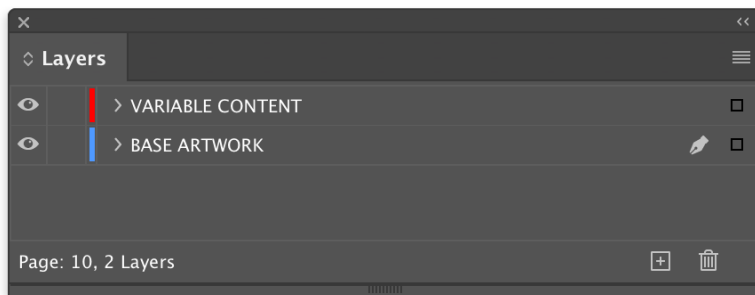 Layers
VARIABLE CONTENT
BASE ARTWORK
Page: 10, 2 Layers